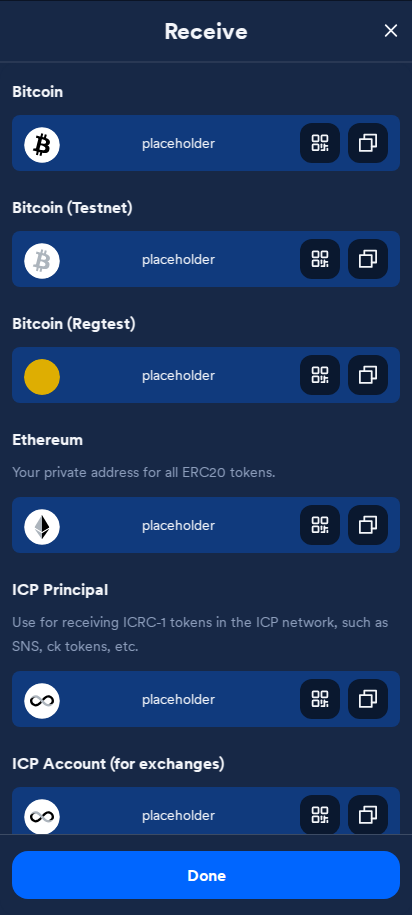 Receive
Bitcoin
placeholder
Bitcoin (Testnet)
placeholder
Bitcoin (Regtest)
placeholder
Ethereum
Your private address for all ERC20 tokens.
placeholder
ICP Principal
Use for receiving ICRC-1 tokens in the ICP network, such as
SNS, ck tokens, etc.
placeholder
ICP Account (for exchanges)
placeholder
Done